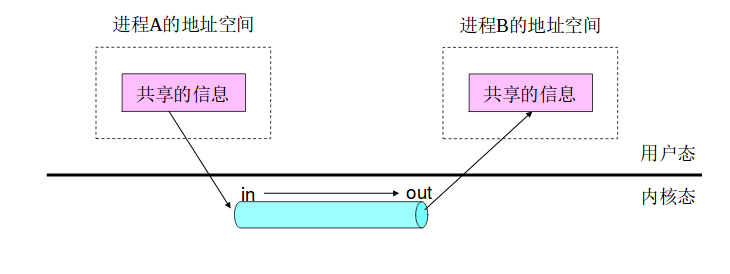 进程A的地址空间
进程B的地址空间
共享的信息
共享的信息
用户态
in
out
内核态